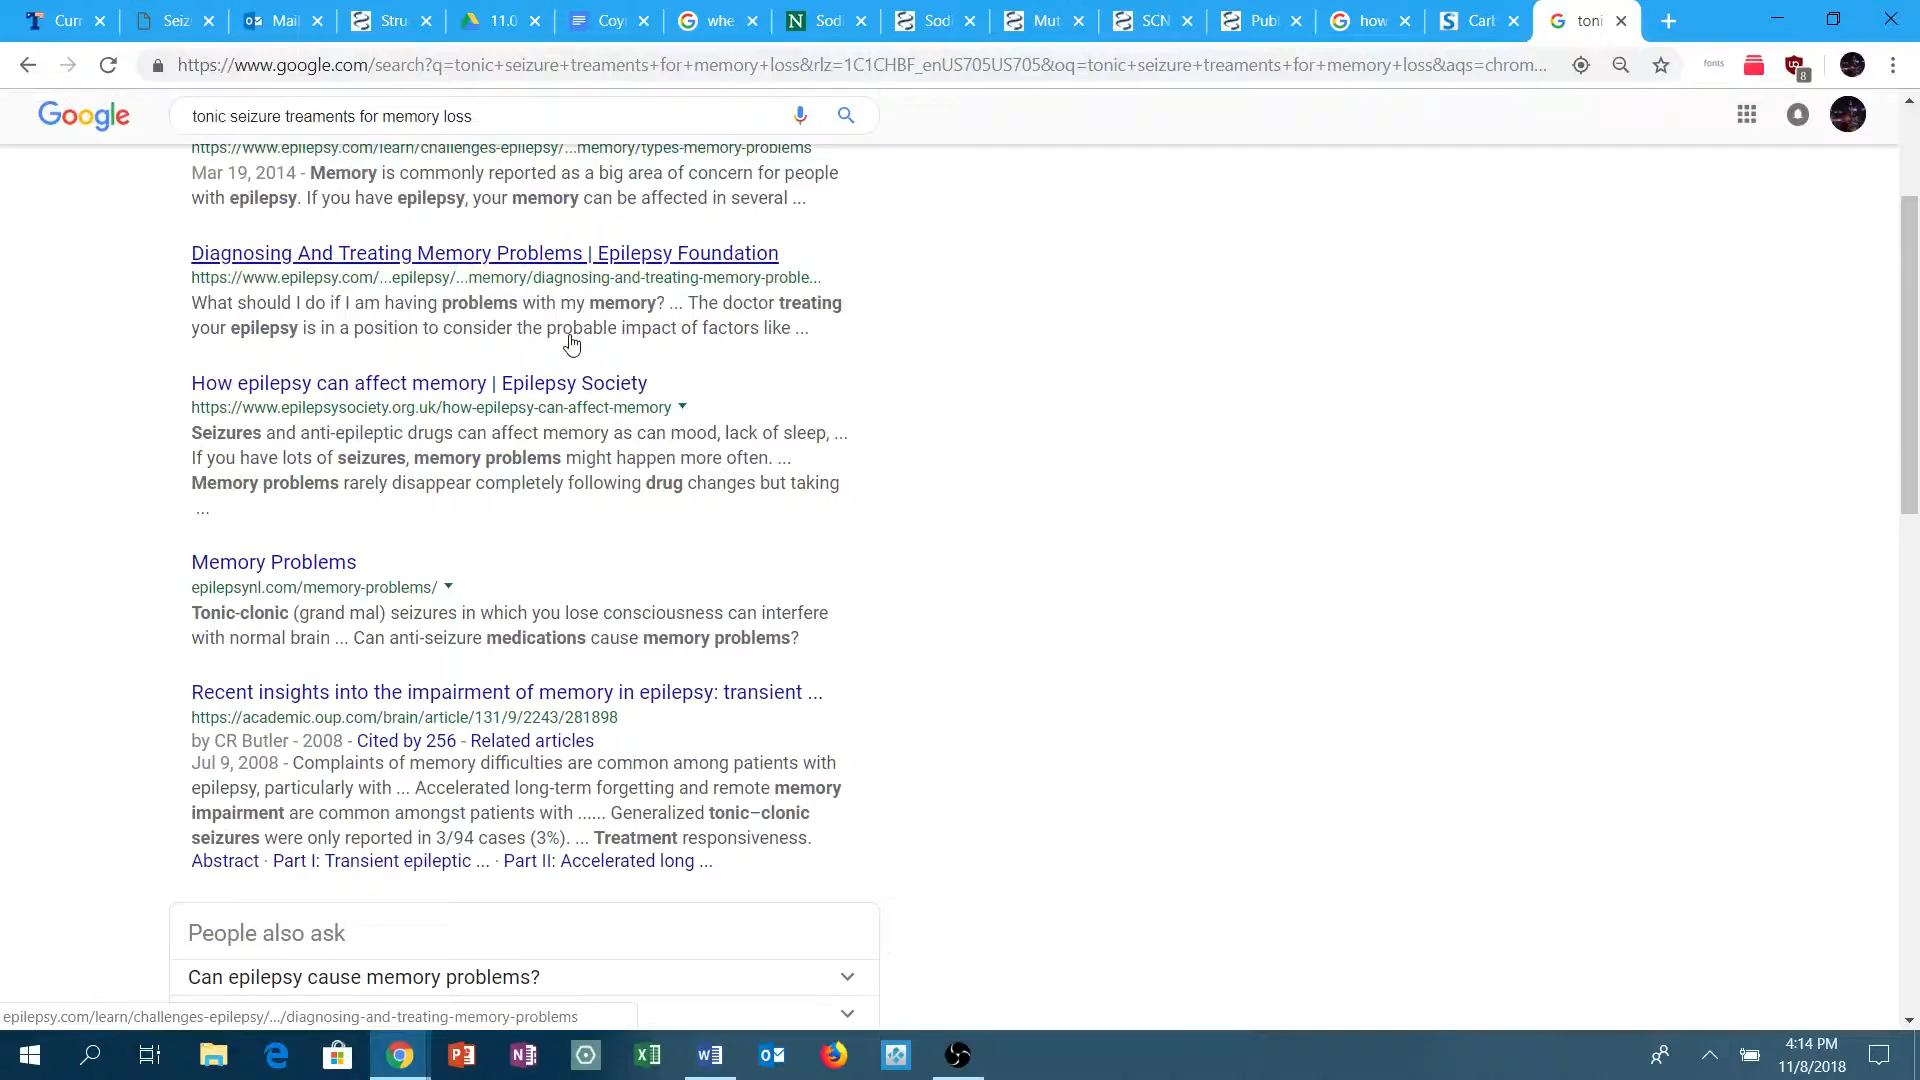 Curr
Seiz
Mail
Stru
11.0
Coy
whe
Sodi
Sodi
Mut
SCN
Publ
how
Carb
toni
https://www.google.com/search?q=tonic+seizure+treaments+for+memory+loss&rlz=1C1CHBF_enUS705US705&oq=tonic+seizure+treaments+for+memory+loss&aqs=chrom...
fonts
8
Google
tonic seizure treaments for memory loss
https://www.epilepsy.com/learn/challenges-epilepsy/...memory/types-memory-problems
Mar 19, 2014 - Memory is commonly reported as a big area of concern for people
with epilepsy. If you have epilepsy, your memory can be affected in several ...
Diagnosing And Treating Memory Problems | Epilepsy Foundation
https://www.epilepsy.com/...epilepsy/...memory/diagnosing-and-treating-memory-proble...
What should I do if I am having problems with my memory? ... The doctor treating
your epilepsy is in a position to consider the probable impact of factors like ...
How epilepsy can affect memory | Epilepsy Society
https://www.epilepsysociety.org.uk/how-epilepsy-can-affect-memory
Seizures and anti-epileptic drugs can affect memory as can mood, lack of sleep, ...
If you have lots of seizures, memory problems might happen more often. ...
Memory problems rarely disappear completely following drug changes but taking
...
Memory Problems
epilepsynl.com/memory-problems/
Tonic-clonic (grand mal) seizures in which you lose consciousness can interfere
with normal brain ... Can anti-seizure medications cause memory problems?
Recent insights into the impairment of memory in epilepsy: transient ...
https://academic.oup.com/brain/article/131/9/2243/281898
by CR Butler - 2008 - Cited by 256 - Related articles
Jul 9, 2008 - Complaints of memory difficulties are common among patients with
epilepsy, particularly with ... Accelerated long-term forgetting and remote memory
impairment are common amongst patients with ...... Generalized tonic–clonic
seizures were only reported in 3/94 cases (3%). ... Treatment responsiveness.
Abstract · Part I: Transient epileptic ... · Part II: Accelerated long ...
People also ask
Can epilepsy cause memory problems?
epilepsy.com/learn/challenges-epilepsy/.../diagnosing-and-treating-memory-problems
4:14 PM
11/8/2018